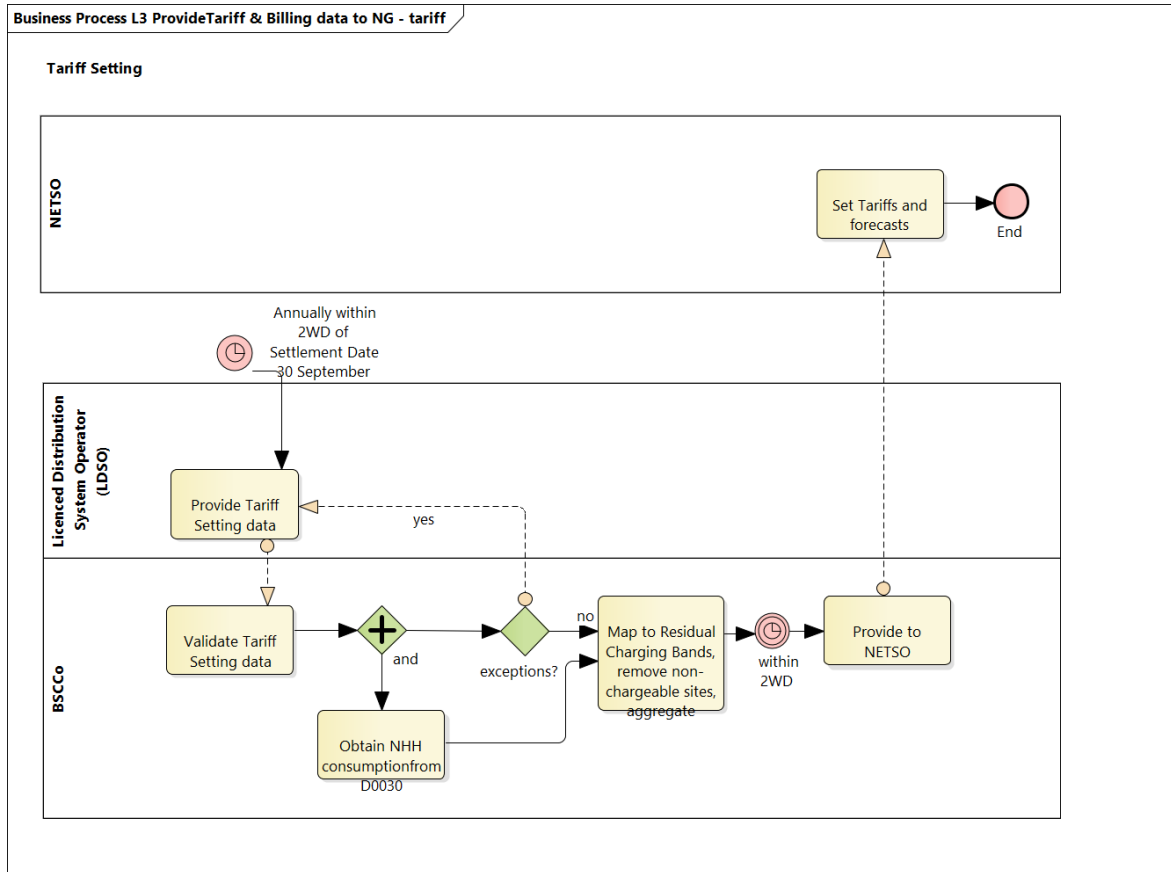 Business Process L3 ProvideTariff & Billing data to NG - tariff
Tariff Setting
NETSO
Set Tariffs and
forecasts
End
Annually within
2WD of
Settlement Date
30 September
Licenced Distribution
System Operator
(LDSO)
Provide Tariff
Setting data
yes
BSCCo
Validate Tariff
Setting data
and
exceptions?
no
Map to Residual
Charging Bands,
remove non-
chargeable sites,
aggregate
within
2WD
Provide to
NETSO
Obtain NHH
consumptionfrom
D0030